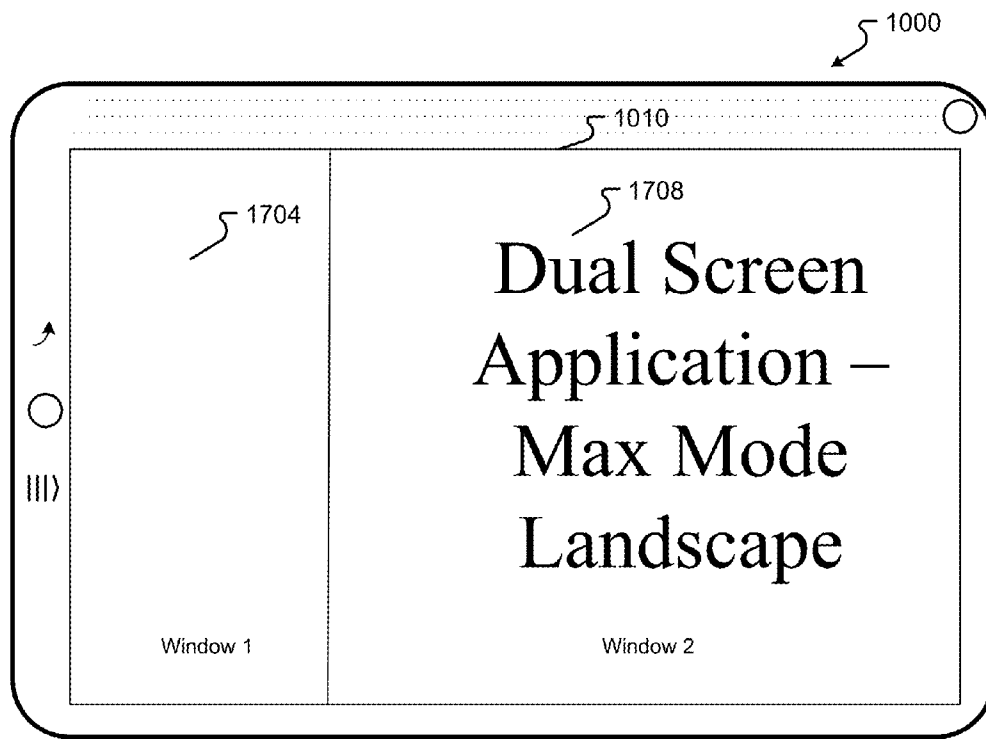 1000
1010
1704
1708
Dual Screen
Application –
Max Mode
Landscape
Window 1
Window 2